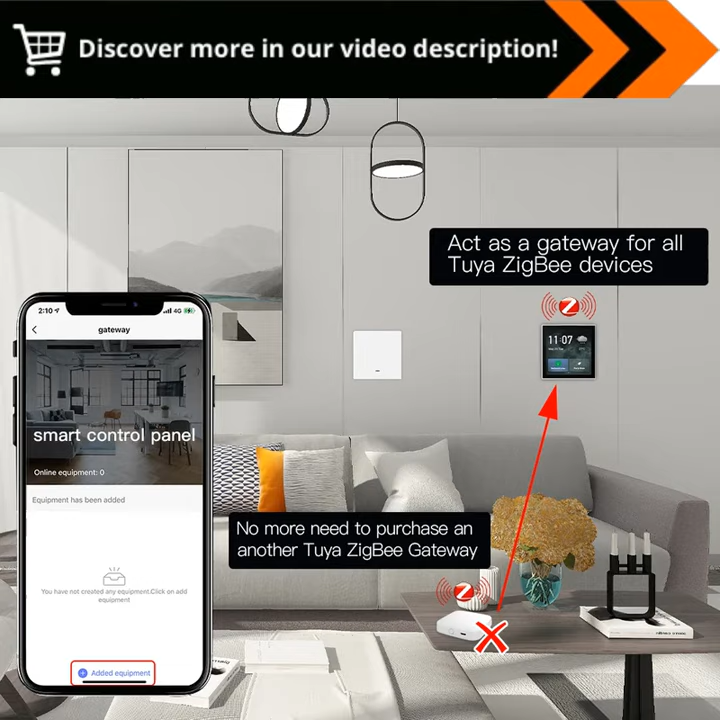 Discover more in our video description!
Act as a gateway for all
Tuya ZigBee devices
2:10
4G
gateway
11:07
smart control panel
Online equipment: 0
Equipment has been added
No more need to purchase an
another Tuya ZigBee Gateway
You have not created any equipment.Click on add
equipment
Added equipment